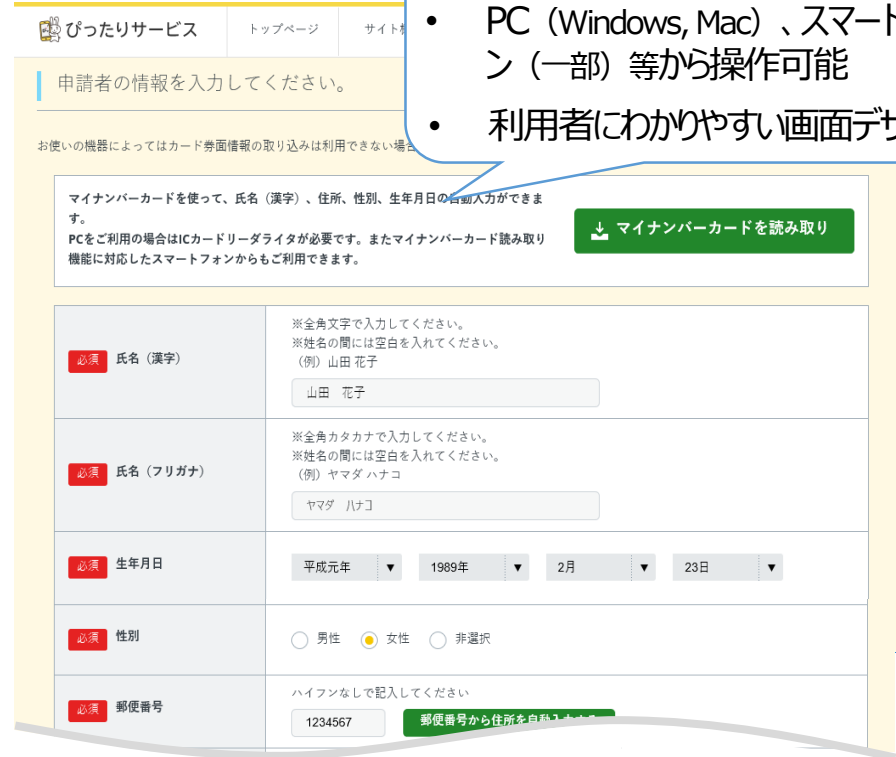 ぴったりサービス
トップページ
サイト
• PC（Windows, Mac）、スマート
ン（一部）等から操作可能
• 利用者にわかりやすい画面デザ
申請者の情報を入力してください。
お使いの機器によってはカード券面情報の取り込みは利用できない場合
マイナンバーカードを使って、氏名（漢字）、住所、性別、生年月日の自動入力ができま
す。
PCをご利用の場合はICカードリーダライタが必要です。またマイナンバーカード読み取り
機能に対応したスマートフォンからもご利用できます。
マイナンバーカードを読み取り
必須 氏名（漢字）
※全角文字で入力してください。
※姓名の間には空白を入れてください。
（例）山田 花子
山田　花子
必須 氏名（フリガナ）
※全角カタカナで入力してください。
※姓名の間には空白を入れてください。
（例）ヤマダ ハナコ
ヤマダ　ハナコ
必須 生年月日
平成元年 ▼ 1989年 ▼ 2月 ▼ 23日 ▼
必須 性別
男性 女性 非選択
必須 郵便番号
ハイフンなしで記入してください
1234567 郵便番号から住所を自動入力する